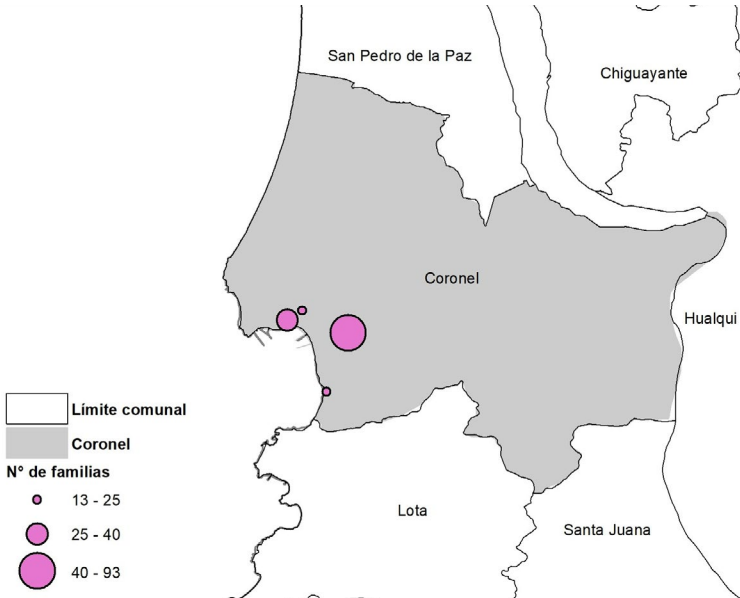 San Pedro de la Paz
Chiguayante
Coronel
Hualqui
Límite comunal
Coronel
N° de familias
13 - 25
25 - 40
40 - 93
Lota
Santa Juana